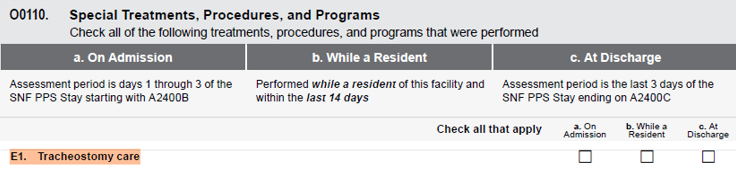 O0110. Special Treatments, Procedures, and Programs
Check all of the following treatments, procedures, and programs that were performed
a. On Admission b. While a Resident c. At Discharge
Assessment period is days 1 through 3 of the
SNF PPS Stay starting with A2400B
Performed while a resident of this facility and
within the last 14 days
Assessment period is the last 3 days of the
SNF PPS Stay ending on A2400C
Check all that apply
a. On
Admission
b. While a
Resident
c. At
Discharge
E1. Tracheostomy care